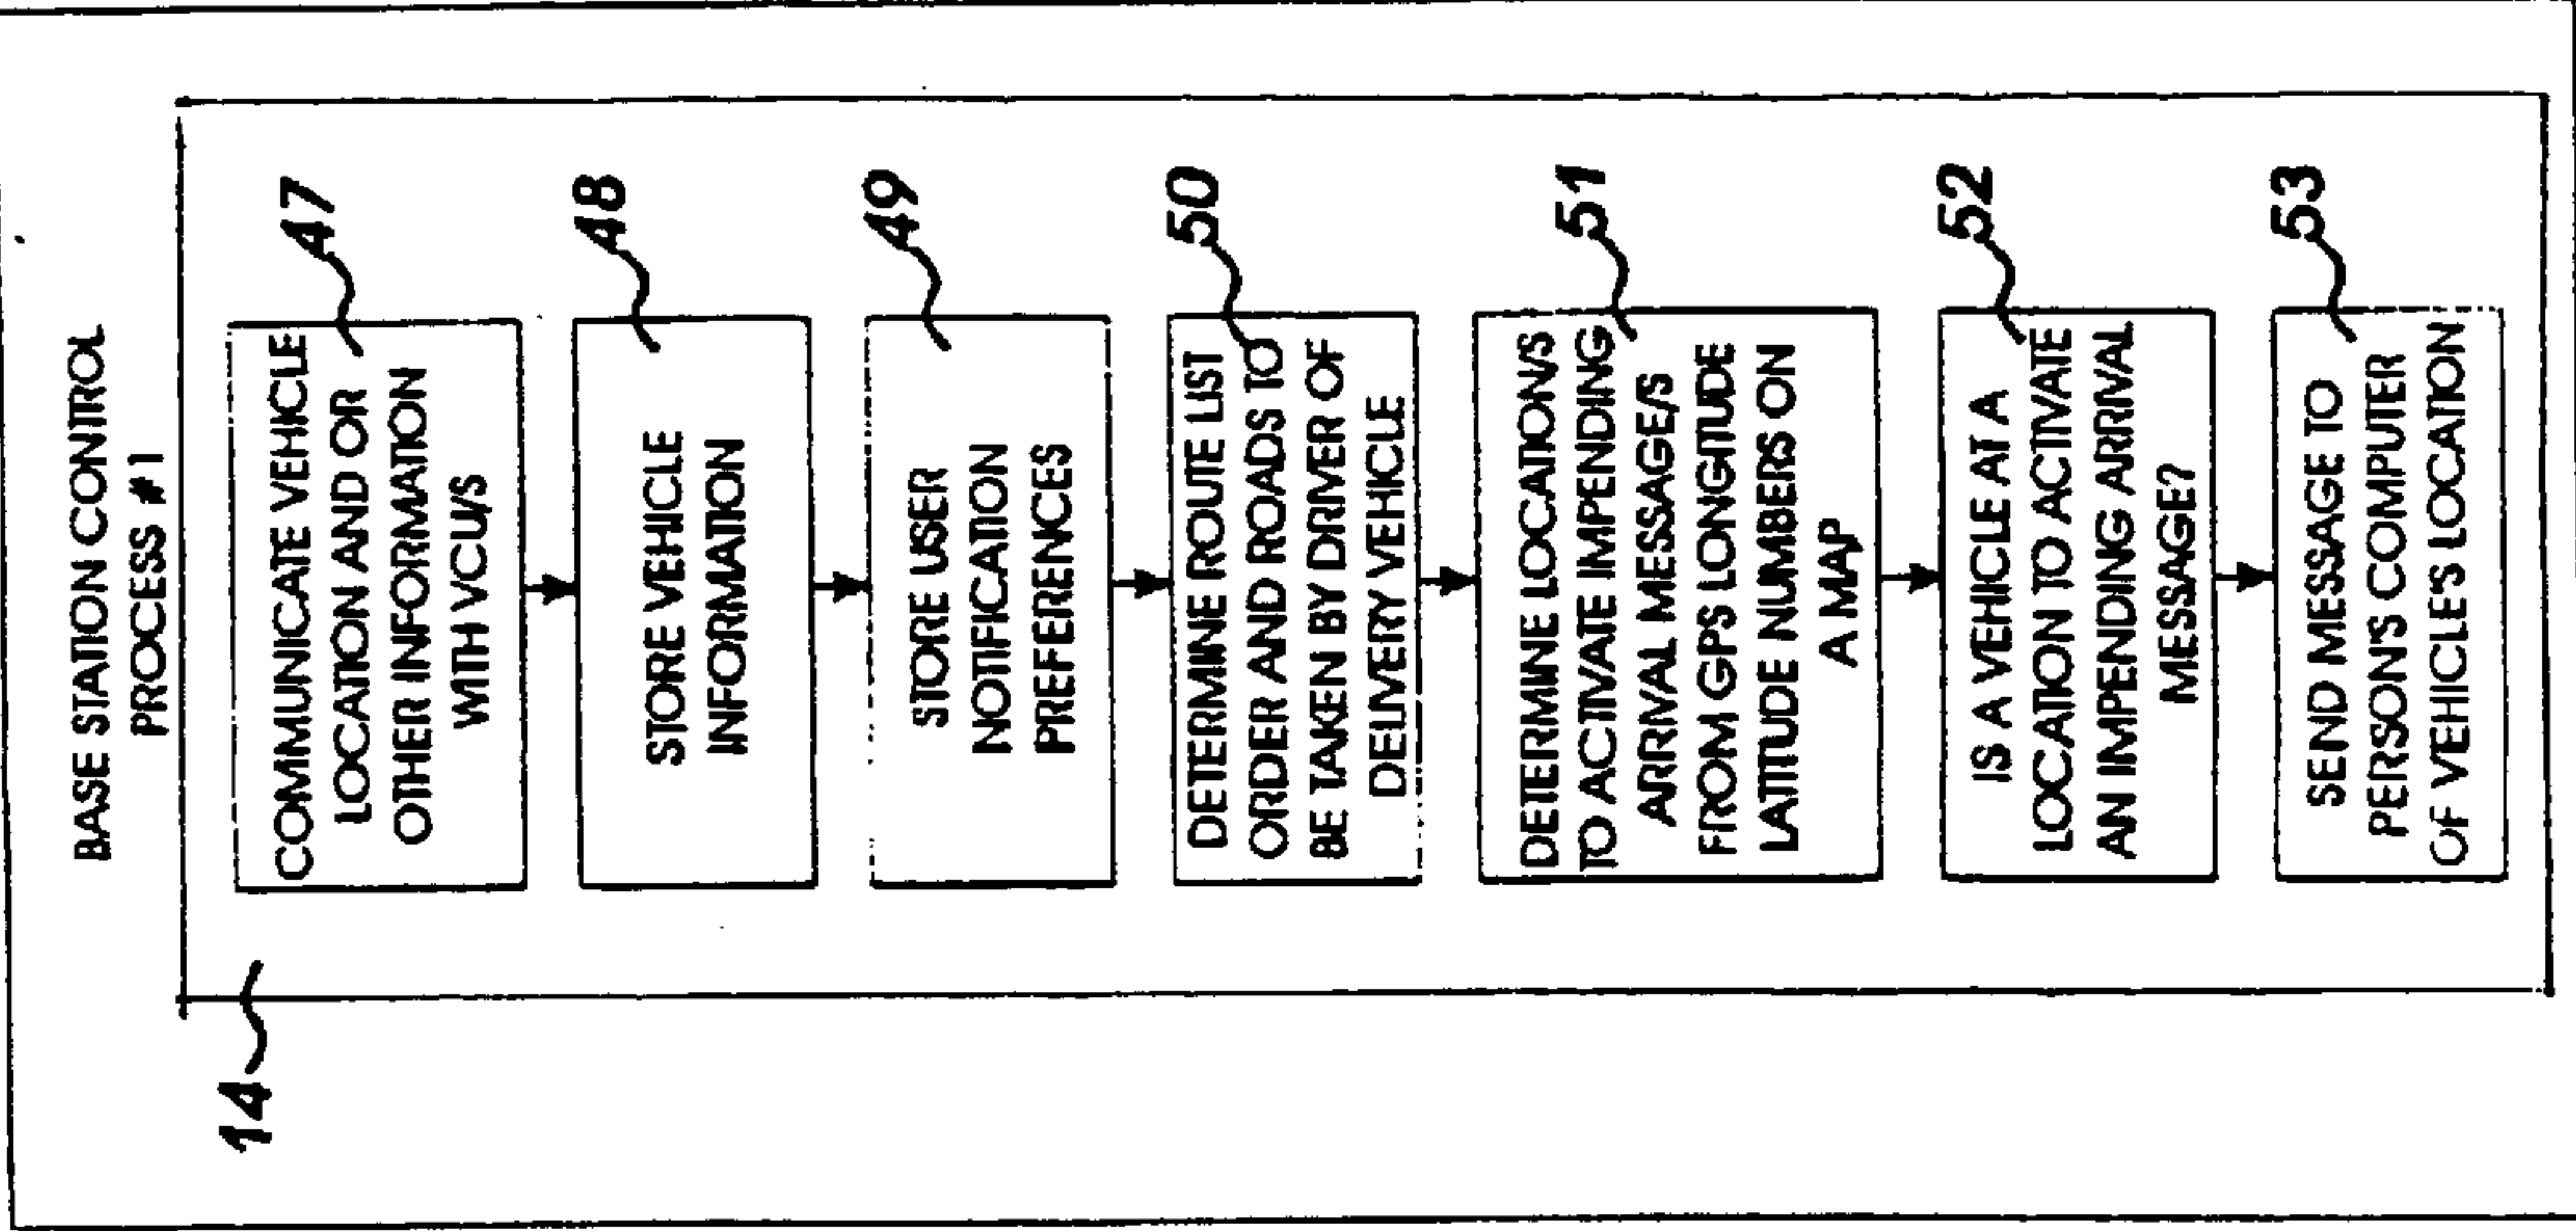 BASE STATION CONTROL
PROCESS #1
14
COMMUNICATE VEHICLE
LOCATION AND OR
OTHER INFORMATION
WITH VCU/S
47
STORE VEHICLE
INFORMATION
48
STORE USER
NOTIFICATION
PREFERENCES
49
DETERMINE ROUTE LIST
ORDER AND ROADS TO
BE TAKEN BY DRIVER OF
DELIVERY VEHICLE
50
DETERMINE LOCATION/S
TO ACTIVATE IMPENDING
ARRIVAL MESSAGE/S
FROM GPS LONGITUDE
LATITUDE NUMBERS ON
A MAP
51
IS A VEHICLE AT A
LOCATION TO ACTIVATE
AN IMPENDING ARRIVAL
MESSAGE?
52
SEND MESSAGE TO
PERSONS COMPUTER
OF VEHICLES LOCATION
53